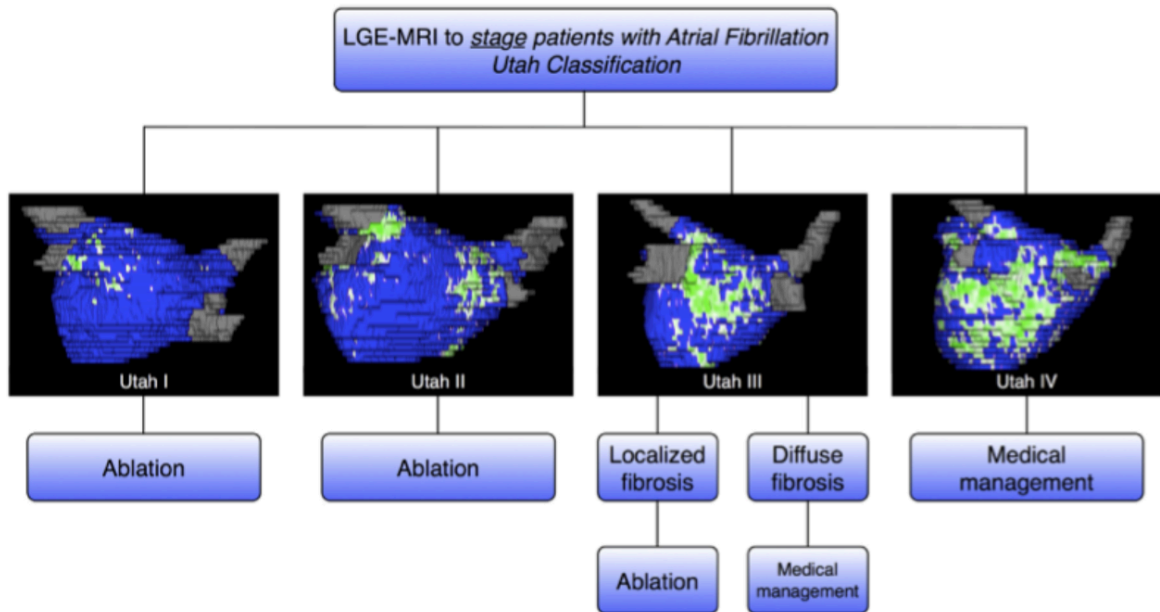 LGE-MRI to stage patients with Atrial Fibrillation
Utah Classification
Utah I
Utah II
Utah III
Utah IV
Ablation
Ablation
Localized
fibrosis
Diffuse
fibrosis
Medical
management
Ablation
Medical
management